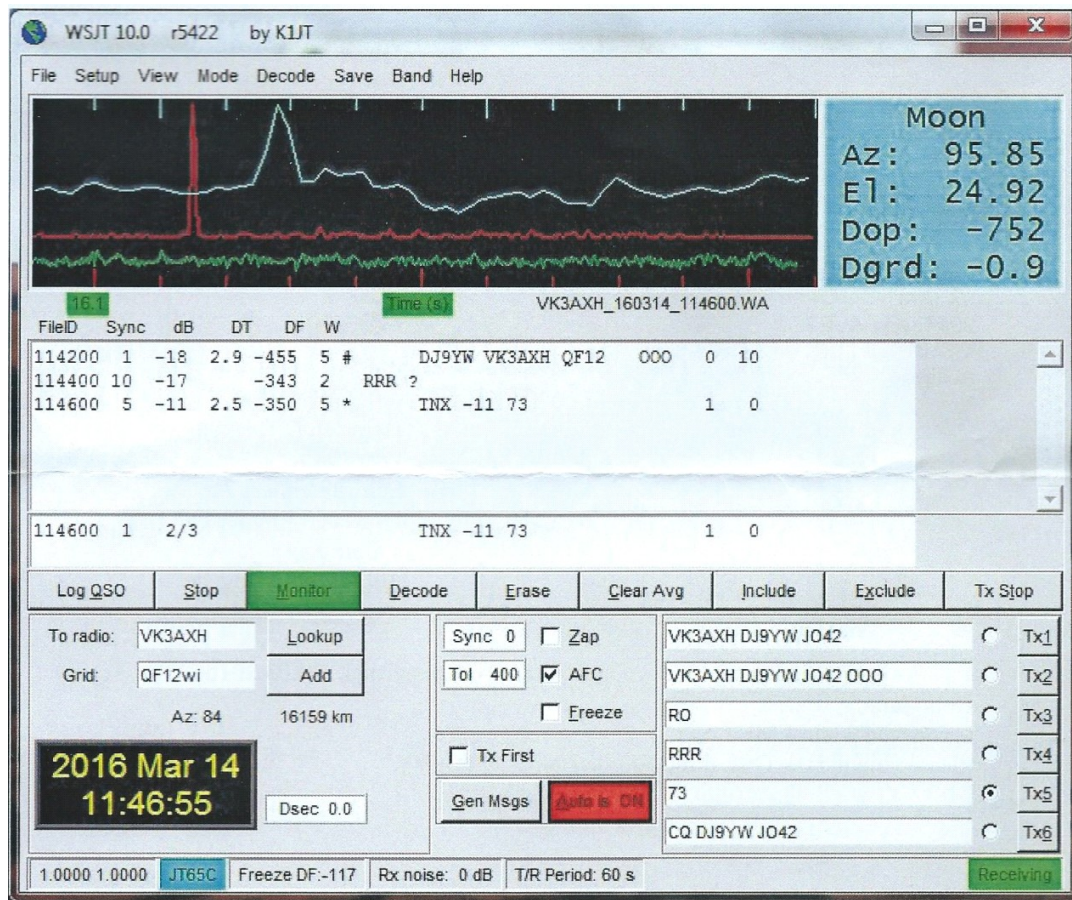 WSJT 10.0 r5422 by K1JT
File Setup View Mode Decode Save Band Help
Moon
Az: 95.85
El: 24.92
Dop: -752
Dgrd: -0.9
16.1 Time (s) VK3AXH_160314_114600.WA
FileID Sync dB DT DF W
114200 1 -18 2.9 -455 5 # DJ9YW VK3AXH QF12 OOO 0 10
114400 10 -17 -343 2 RRR ?
114600 5 -11 2.5 -350 5 * TNX -11 73 1 0
114600 1 2/3 TNX -11 73 1 0
Log QSO Stop Monitor Decode Erase Clear Avg Include Exclude Tx Stop
To radio: VK3AXH Lookup
Grid: QF12wi Add
Az: 84 16159 km
2016 Mar 14
11:46:55
Dsec 0.0
Sync 0 Zap
Tol 400 AFC
Freeze
Tx First
Gen Msgs Auto is ON
VK3AXH DJ9YW JO42 Tx1
VK3AXH DJ9YW JO42 OOO Tx2
RO Tx3
RRR Tx4
73 Tx5
CQ DJ9YW JO42 Tx6
1.0000 1.0000 JT65C Freeze DF:-117 Rx noise: 0 dB T/R Period: 60 s Receiving